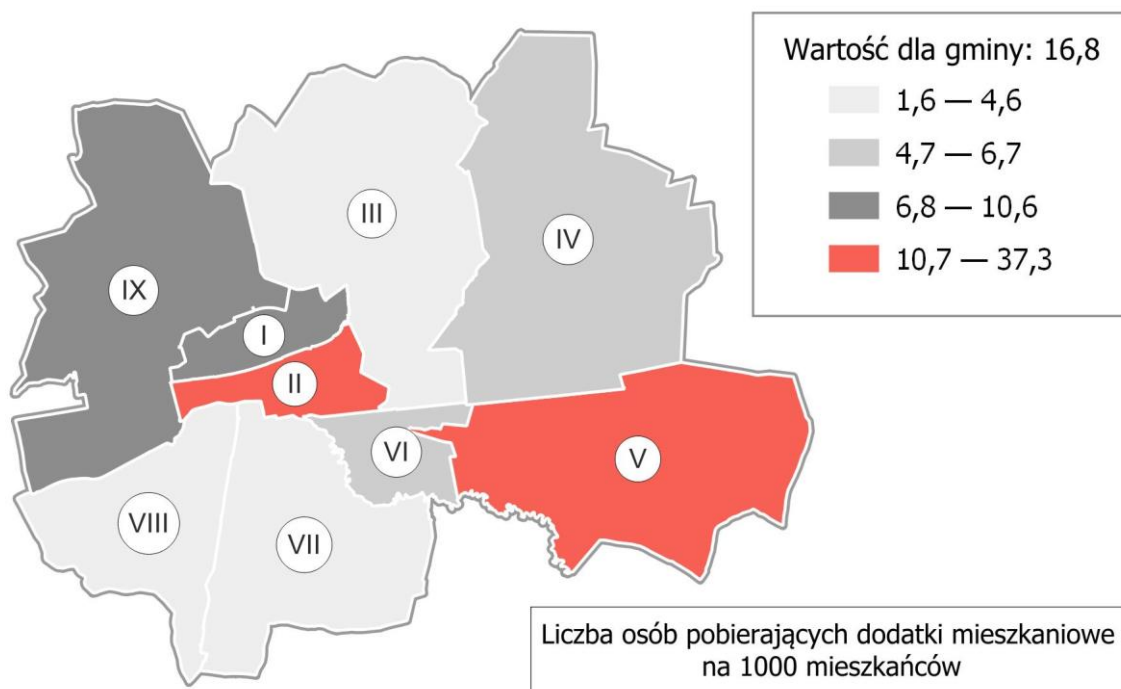 Wartość dla gminy: 16,8
1,6 — 4,6
4,7 — 6,7
6,8 — 10,6
10,7 — 37,3
III
IV
IX
I
II
VI
V
VIII
VII
Liczba osób pobierających dodatki mieszkaniowe
na 1000 mieszkańców